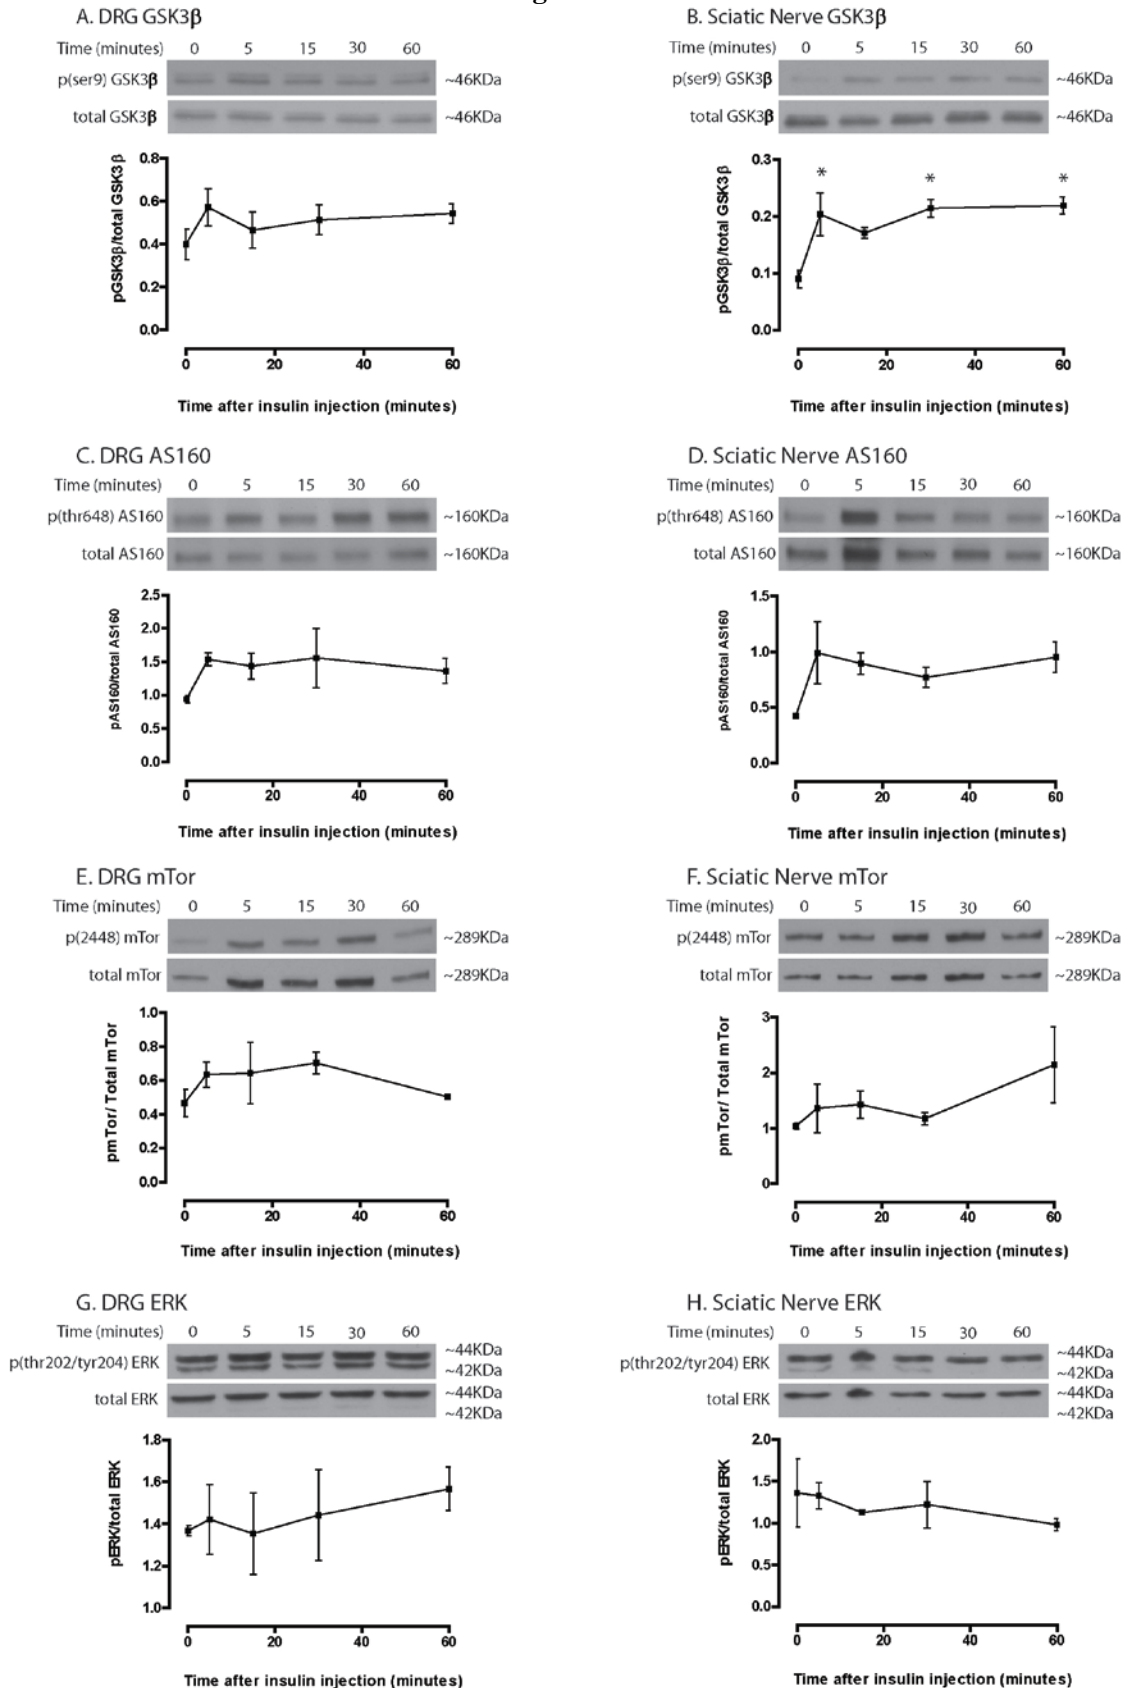 A. DRG GSK3β
Time (minutes) 0 5 15 30 60
p(ser9) GSK3β ~46KDa
total GSK3β ~46KDa
pGSK3β/total GSK3β
0.8
0.6
0.4
0.2
0.0
0 20 40 60
Time after insulin injection (minutes)
B. Sciatic Nerve GSK3β
Time (minutes) 0 5 15 30 60
p(ser9) GSK3β ~46KDa
total GSK3β ~46KDa
pGSK3β/total GSK3β
0.3
0.2
0.1
0.0
* * *
0 20 40 60
Time after insulin injection (minutes)
C. DRG AS160
Time (minutes) 0 5 15 30 60
p(thr648) AS160 ~160KDa
total AS160 ~160KDa
pAS160/total AS160
2.5
2.0
1.5
1.0
0.5
0.0
0 20 40 60
Time after insulin injection (minutes)
D. Sciatic Nerve AS160
Time (minutes) 0 5 15 30 60
p(thr648) AS160 ~160KDa
total AS160 ~160KDa
pAS160/total AS160
1.5
1.0
0.5
0.0
0 20 40 60
Time after insulin injection (minutes)
E. DRG mTor
Time (minutes) 0 5 15 30 60
p(2448) mTor ~289KDa
total mTor ~289KDa
pmTor/ Total mTor
1.0
0.8
0.6
0.4
0.2
0.0
0 20 40 60
Time after insulin injection (minutes)
F. Sciatic Nerve mTor
Time (minutes) 0 5 15 30 60
p(2448) mTor ~289KDa
total mTor ~289KDa
pmTor/ Total mTor
3
2
1
0
0 20 40 60
Time after insulin injection (minutes)
G. DRG ERK
Time (minutes) 0 5 15 30 60
p(thr202/tyr204) ERK ~44KDa
~42KDa
total ERK ~44KDa
~42KDa
pERK/total ERK
1.8
1.6
1.4
1.2
1.0
0 20 40 60
Time after insulin injection (minutes)
H. Sciatic Nerve ERK
Time (minutes) 0 5 15 30 60
p(thr202/tyr204) ERK ~44KDa
~42KDa
total ERK ~44KDa
~42KDa
pERK/total ERK
2.0
1.5
1.0
0.5
0.0
0 20 40 60
Time after insulin injection (minutes)